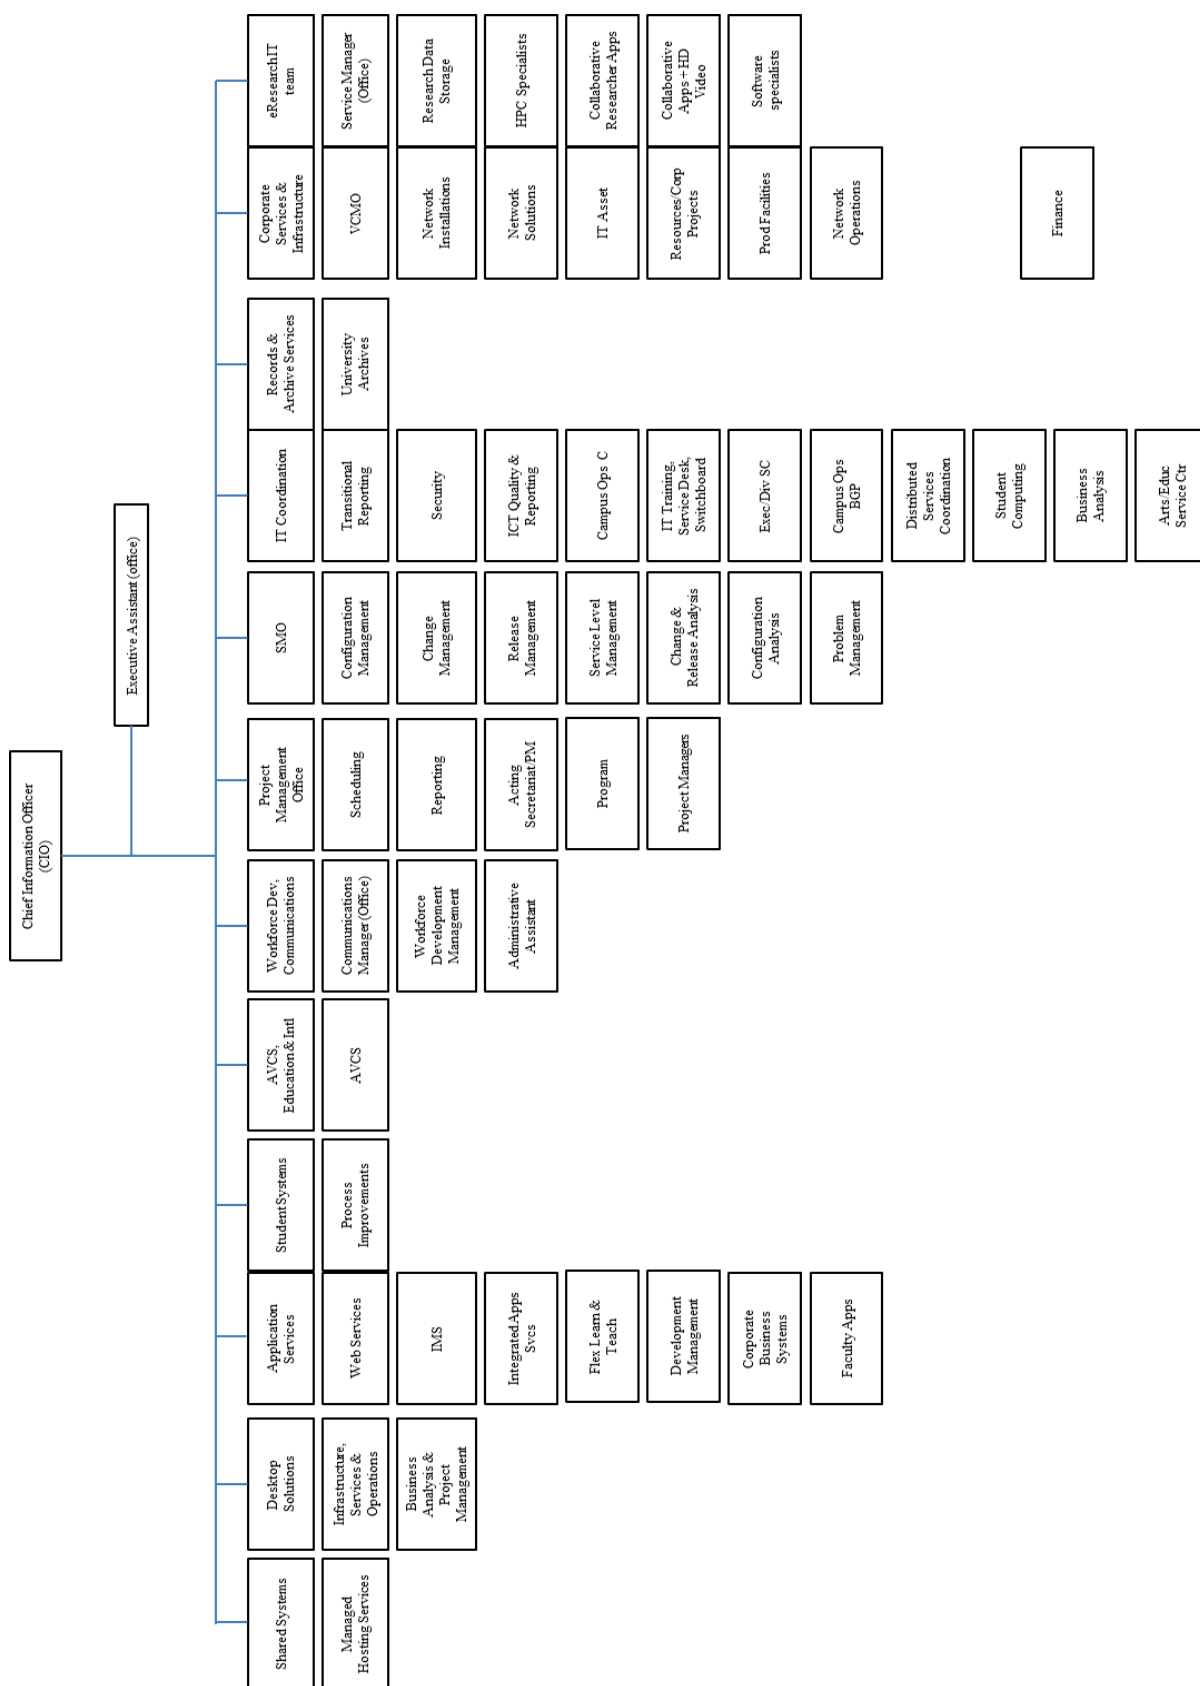 Chief Information Officer
(CIO)
Executive Assistant (office)
Shared Systems
Managed
Hosting Services
Desktop
Solutions
Infrastructure,
Services &
Operations
Business
Analysis &
Project
Management
Application
Services
Web Services
IMS
Integrated Apps
Svcs
Flex Learn &
Teach
Development
Management
Corporate
Business
Systems
Faculty Apps
Student Systems
Process
Improvements
AVCS,
Education & Intl
AVCS
Workforce Dev,
Communications
Communications
Manager (Office)
Workforce
Development
Management
Administrative
Assistant
Project
Management
Office
Scheduling
Reporting
Acting
Secretariat/PM
Program
Project Managers
SMO
Configuration
Management
Change
Management
Release
Management
Service Level
Management
Change &
Release Analysis
Configuration
Analysis
Problem
Management
IT Coordination
Transitional
Reporting
Security
ICT Quality &
Reporting
Campus Ops C
IT Training,
Service Desk,
Switchboard
Exec/Div SC
Campus Ops
BGP
Distributed
Services
Coordination
Student
Computing
Business
Analysis
Arts/Educ
Service Ctr
Records &
Archive Services
University
Archives
Corporate
Services &
Infrastructure
VCMO
Network
Installations
Network
Solutions
IT Asset
Resources/Corp
Projects
Prod Facilities
Network
Operations
Finance
eResearch IT
team
Service Manager
(Office)
Research Data
Storage
HPC Specialists
Collaborative
Researcher Apps
Collaborative
Apps + HD
Video
Software
specialists